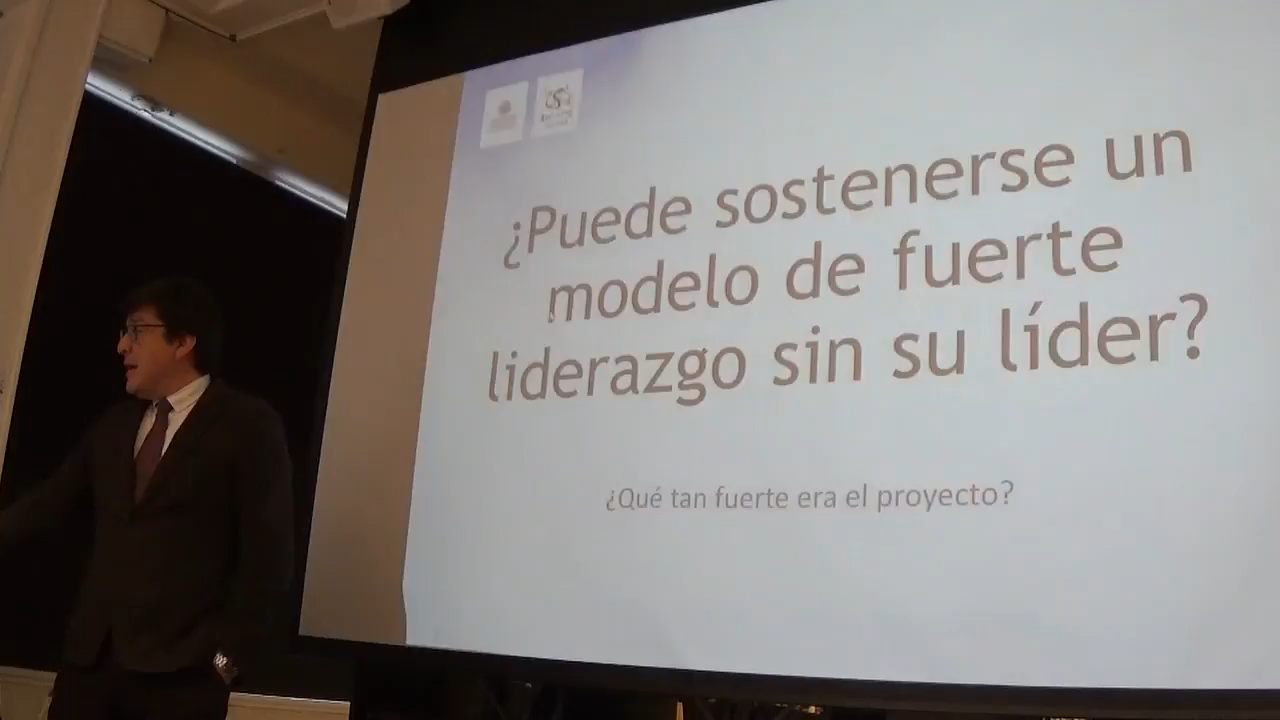 ¿Puede sostenerse un
modelo de fuerte
liderazgo sin su líder?
¿Qué tan fuerte era el proyecto?